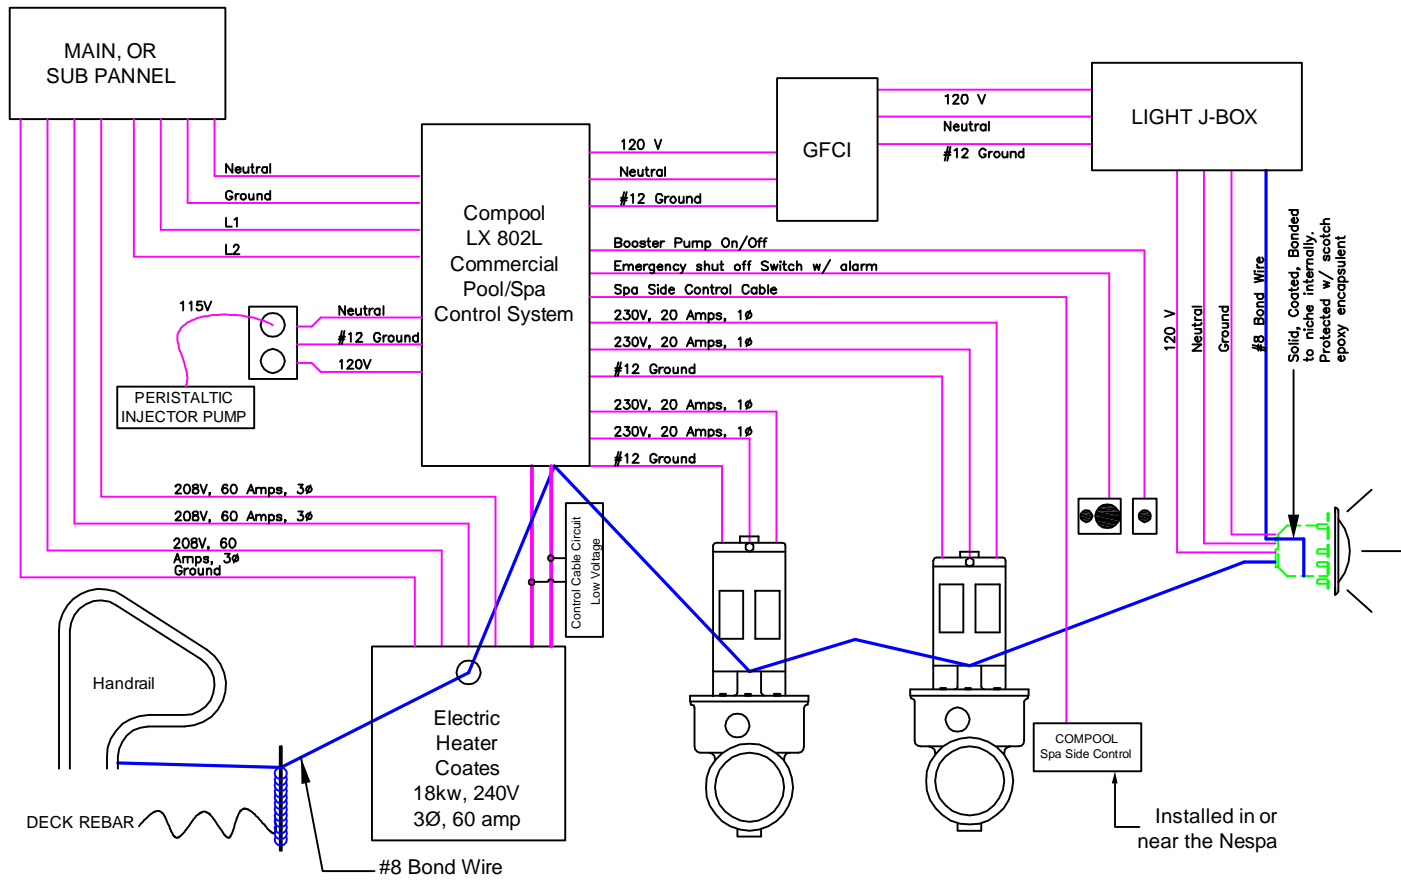 MAIN, OR
SUB PANNEL
Neutral
Ground
L1
L2
115V
Neutral
#12 Ground
120V
PERISTALTIC
INJECTOR PUMP
Compool
LX 802L
Commercial
Pool/Spa
Control System
120 V
Neutral
#12 Ground
GFCI
120 V
Neutral
#12 Ground
LIGHT J-BOX
Booster Pump On/Off
Emergency shut off Switch w/ alarm
Spa Side Control Cable
230V, 20 Amps, 1ø
230V, 20 Amps, 1ø
#12 Ground
230V, 20 Amps, 1ø
230V, 20 Amps, 1ø
#12 Ground
120 V
Neutral
Ground
#8 Bond Wire
Solid, Coated, Bonded
to niche internally.
Protected w/ scotch
epoxy encapsulent
208V, 60 Amps, 3ø
208V, 60 Amps, 3ø
208V, 60
Amps, 3ø
Ground
Control Cable Circuit
Low Voltage
Handrail
DECK REBAR
Electric
Heater
Coates
18kw, 240V
3Ø, 60 amp
#8 Bond Wire
COMPOOL
Spa Side Control
Installed in or
near the Nespa